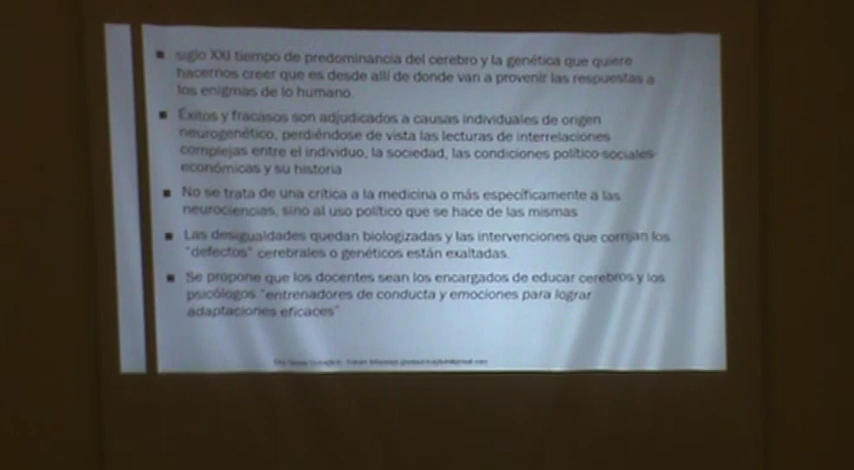 siglo XXI tiempo de predominancia del cerebro y la genética que quiere
hacernos creer que es desde allí de donde van a provenir las respuestas a
los enigmas de lo humano.
Éxitos y fracasos son adjudicados a causas individuales de origen
neurogenético, perdiéndose de vista las lecturas de interrelaciones
complejas entre el individuo, la sociedad, las condiciones político-sociales-
económicas y su historia
No se trata de una crítica a la medicina o más específicamente a las
neurociencias, sino al uso político que se hace de las mismas
Las desigualdades quedan biologizadas y las intervenciones que corrijan los
"defectos" cerebrales o genéticos están exaltadas.
Se propone que los docentes sean los encargados de educar cerebros y los
psicólogos "entrenadores de conducta y emociones para lograr
adaptaciones eficaces"